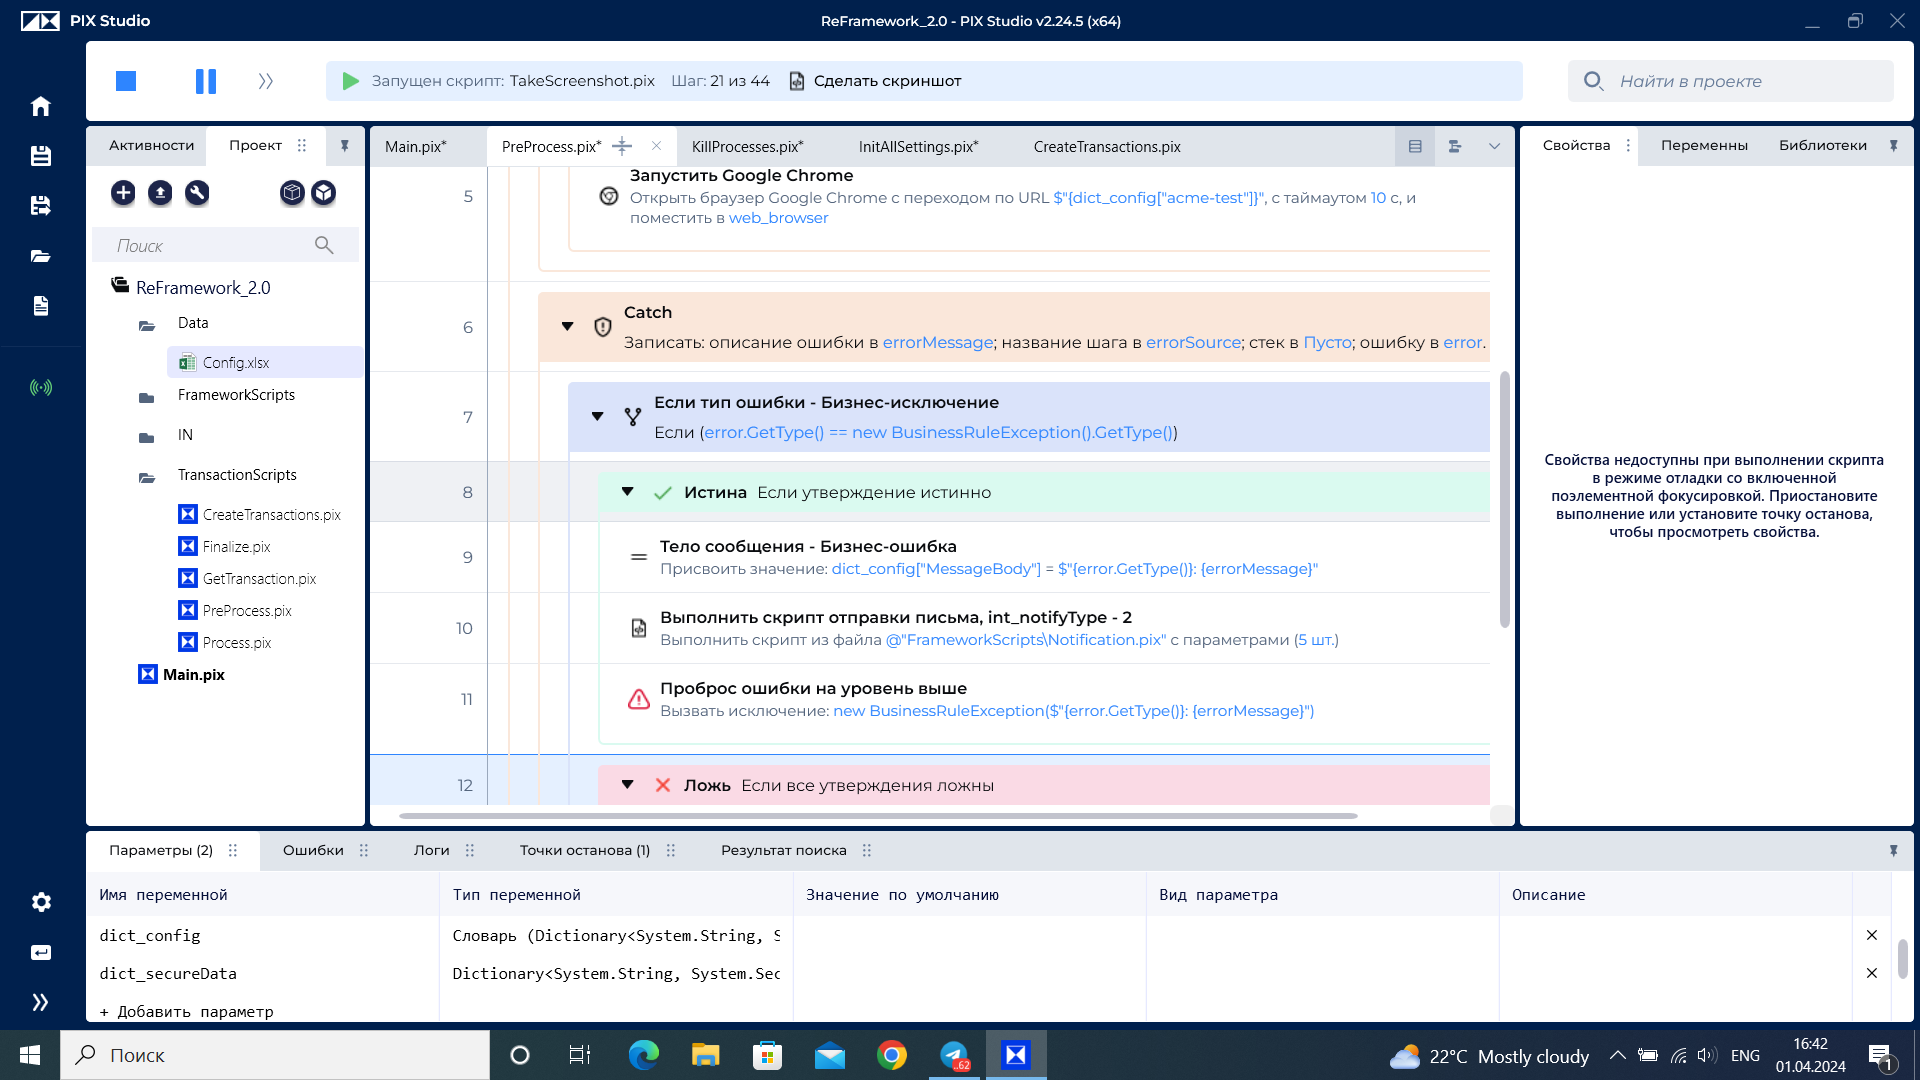 PIX Studio
ReFramework_2.0 - PIX Studio v2.24.5 (x64)
Запущен скрипт: TakeScreenshot.pix Шаг: 21 из 44 Сделать скриншот
Найти в проекте
Активности
Проект
Поиск
ReFramework_2.0
Data
Config.xlsx
FrameworkScripts
IN
TransactionScripts
CreateTransactions.pix
Finalize.pix
GetTransaction.pix
PreProcess.pix
Process.pix
Main.pix
Main.pix*
PreProcess.pix*
KillProcesses.pix*
InitAllSettings.pix*
CreateTransactions.pix
5
Запустить Google Chrome
Открыть браузер Google Chrome с переходом по URL $"{dict_config["acme-test"]}", с таймаутом 10 с, и
поместить в web_browser
6
Catch
Записать: описание ошибки в errorMessage; название шага в errorSource; стек в Пусто; ошибку в error.
7
Если тип ошибки - Бизнес-исключение
Если (error.GetType() == new BusinessRuleException().GetType())
8
Истина Если утверждение истинно
9
Тело сообщения - Бизнес-ошибка
Присвоить значение: dict_config["MessageBody"] = $"{error.GetType()}: {errorMessage}"
10
Выполнить скрипт отправки письма, int_notifyType - 2
Выполнить скрипт из файла @"FrameworkScripts\Notification.pix" с параметрами (5 шт.)
11
Проброс ошибки на уровень выше
Вызвать исключение: new BusinessRuleException($"{error.GetType()}: {errorMessage}")
12
Ложь Если все утверждения ложны
Свойства
Переменны
Библиотеки
Свойства недоступны при выполнении скрипта
в режиме отладки со включенной
поэлементной фокусировкой. Приостановите
выполнение или установите точку останова,
чтобы просмотреть свойства.
Параметры (2)
Ошибки
Логи
Точки останова (1)
Результат поиска
Имя переменной
Тип переменной
Значение по умолчанию
Вид параметра
Описание
dict_config
Словарь (Dictionary<System.String, S
dict_secureData
Dictionary<System.String, System.Sec
+ Добавить параметр
Поиск
..62
22°C Mostly cloudy
ENG
16:42
01.04.2024
1